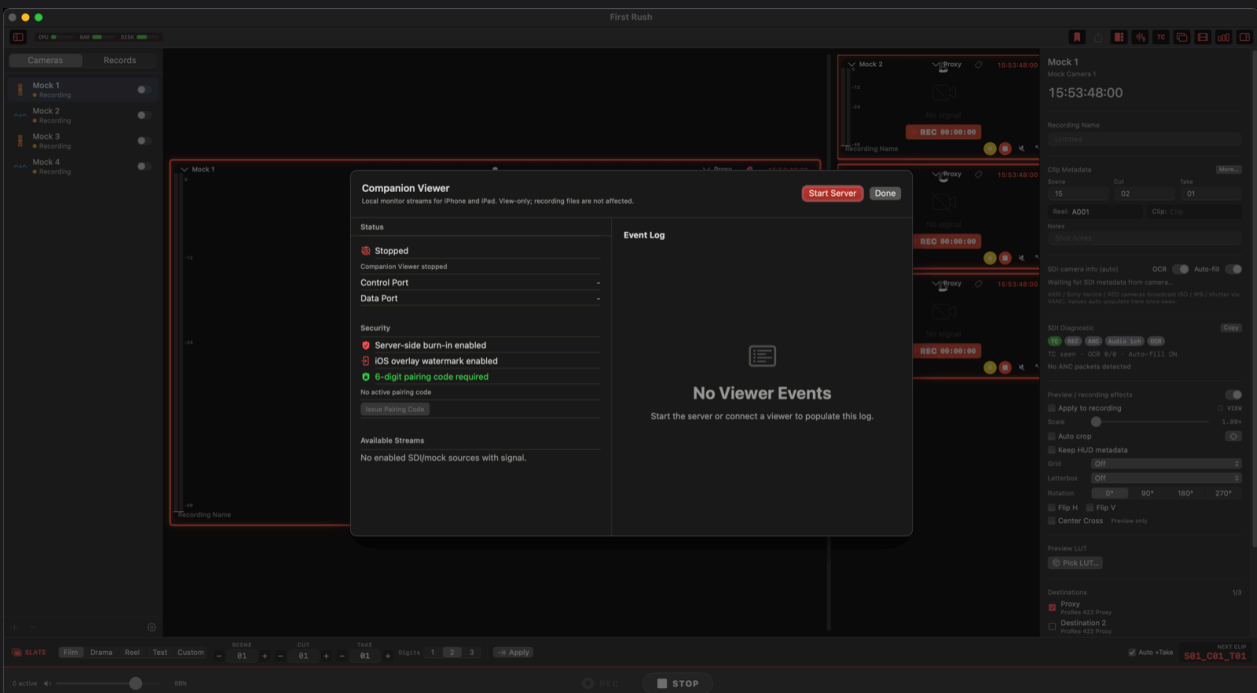 First Rush
CPU RAM DISK
TC
Cameras Records
Mock 1
Recording
Mock 2
Recording
Mock 3
Recording
Mock 4
Recording
Mock 1
Recording Name
Mock 2 Proxy 15:53:48:00
No signal
REC 00:00:00
Recording Name
Proxy 15:53:48:00
No signal
REC 00:00:00
Proxy 15:53:48:00
No signal
REC 00:00:00
Companion Viewer
Local monitor streams for iPhone and iPad. View-only; recording files are not affected.
Start Server Done
Status
Stopped
Companion Viewer stopped
Control Port -
Data Port -
Security
Server-side burn-in enabled
iOS overlay watermark enabled
6-digit pairing code required
No active pairing code
Issue Pairing Code
Available Streams
No enabled SDI/mock sources with signal.
Event Log
No Viewer Events
Start the server or connect a viewer to populate this log.
Mock 1
Mock Camera 1
15:53:48:00
Recording Name
Untitled
Clip Metadata More...
Scene Cut Take
15 02 01
Reel: A001 Clip: Clip
Notes
SDI camera info (auto) OCR Auto-fill
Waiting for SDI metadata from camera...
SDI Diagnostic Copy
TC REC ANC Audio 1ch OCR
TC seen · OCR 0/0 · Auto-fill ON
No ANC packets detected
Preview / recording effects
Apply to recording VIEW
Scale 1.00×
Auto crop
Keep HUD metadata
Grid Off
Letterbox Off
Rotation 0° 90° 180° 270°
Flip H Flip V
Center Cross Preview only
Preview LUT
Pick LUT...
Destinations 1/3
Proxy
ProRes 422 Proxy
Destination 2
ProRes 422 Proxy
SLATE Film Drama Reel Test Custom
SCENE CUT TAKE
− 01 + − 01 + − 01 +
Digits 1 2 3
Apply
Auto +Take
NEXT CLIP
S01_C01_T01
REC STOP